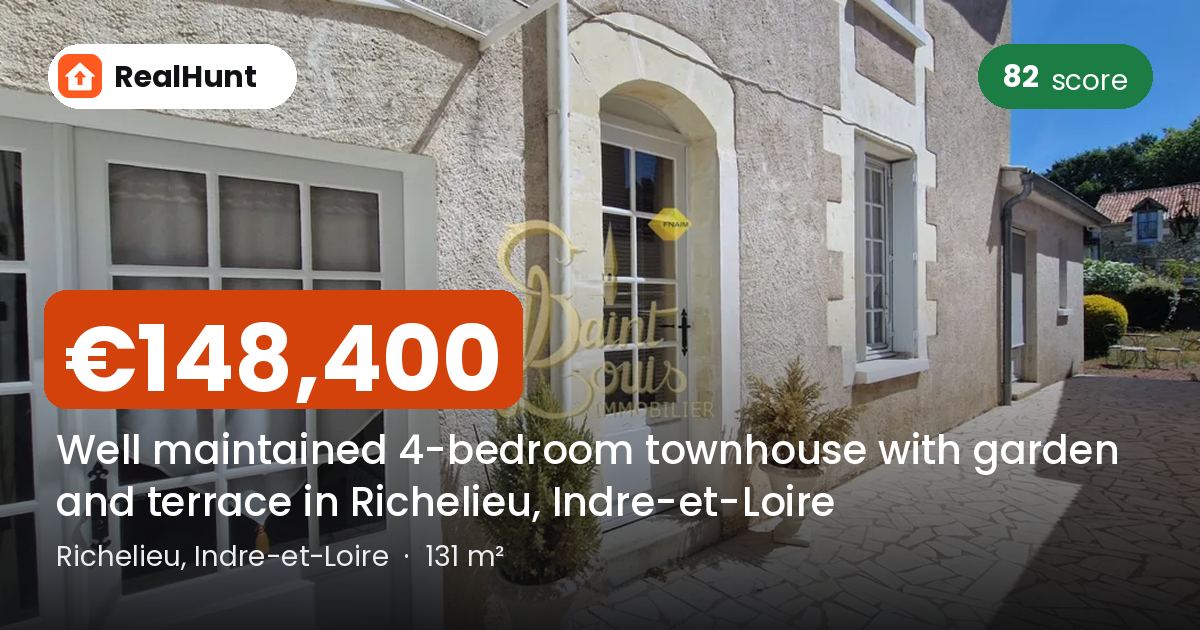 RealHunt
82 score
FNAIM
Saint
Louis
IMMOBILIER
€148,400
Well maintained 4-bedroom townhouse with garden
and terrace in Richelieu, Indre-et-Loire
Richelieu, Indre-et-Loire · 131 m²